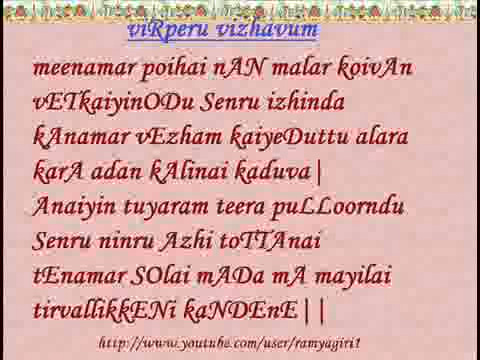 viRperu vizhavum
meenamar poihai nAN malar koivAn
vETkaiyinODu Senru izhinda
kAnamar vEzham kaiyeDuttu alara
karA adan kAlinai kaduva|
Anaiyin tuyaram teera puLLoorndu
Senru ninru Azhi toTTAnai
tEnamar SOlai mADa mA mayilai
tirvallikkENi kaNDEnE||
http://www.youtube.com/user/ramyagiri1